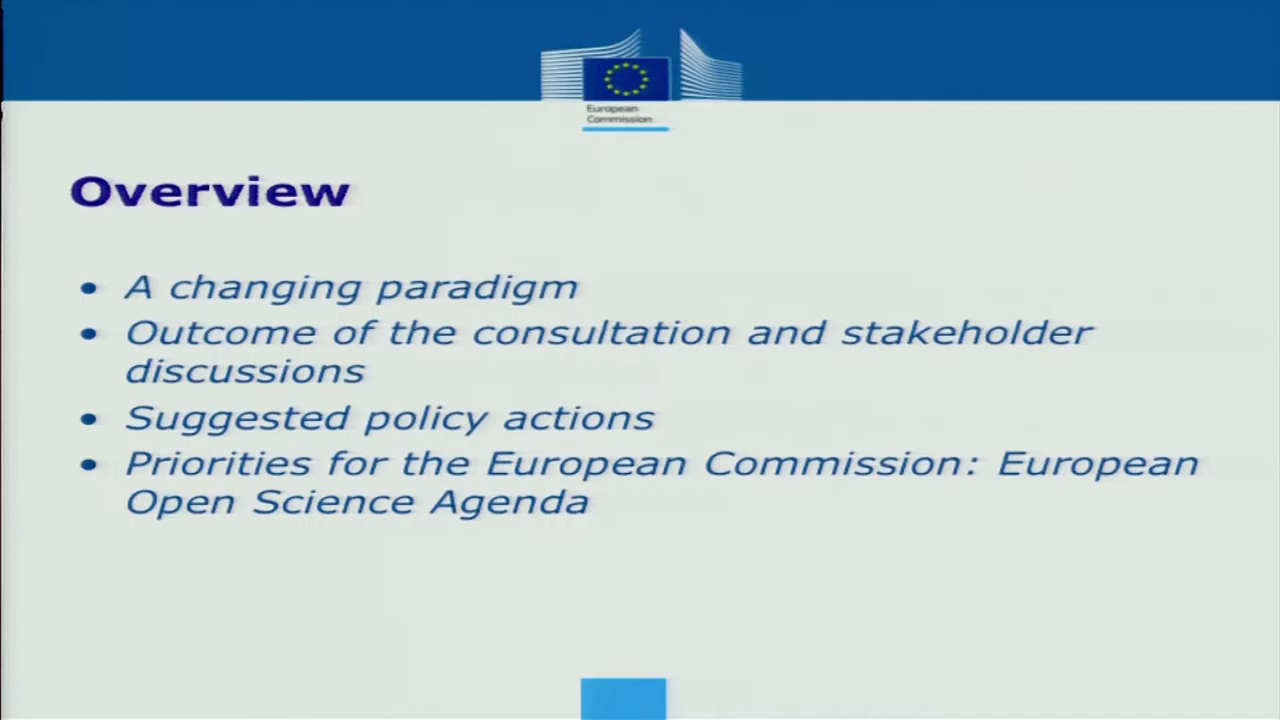 European
Commission
Overview
• A changing paradigm
• Outcome of the consultation and stakeholder
discussions
• Suggested policy actions
• Priorities for the European Commission: European
Open Science Agenda